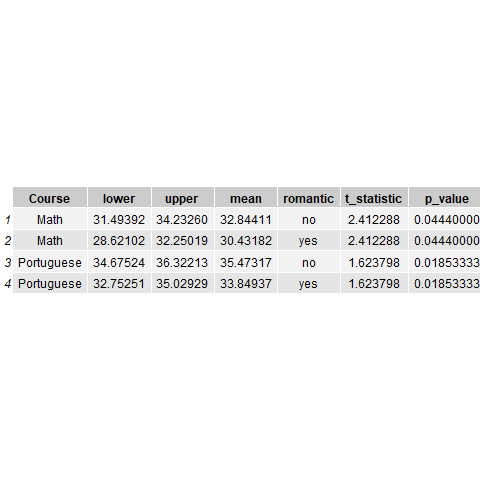 Course lower upper mean romantic t_statistic p_value
1 Math 31.49392 34.23260 32.84411 no 2.412288 0.04440000
2 Math 28.62102 32.25019 30.43182 yes 2.412288 0.04440000
3 Portuguese 34.67524 36.32213 35.47317 no 1.623798 0.01853333
4 Portuguese 32.75251 35.02929 33.84937 yes 1.623798 0.01853333